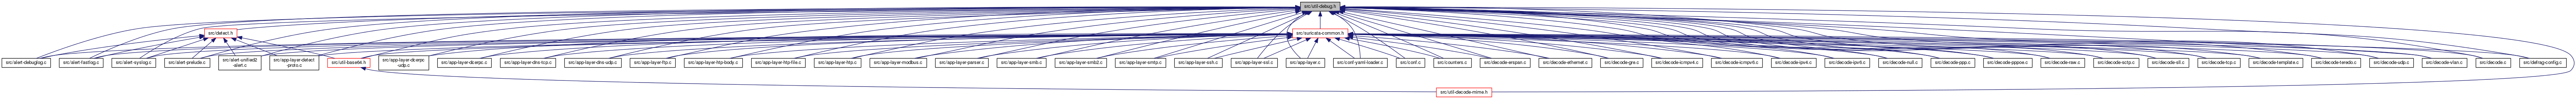 src/util-debug.h
src/detect.h
src/suricata-common.h
src/alert-debuglog.c
src/alert-fastlog.c
src/alert-syslog.c
src/alert-prelude.c
src/alert-unified2
-alert.c
src/app-layer-detect
-proto.c
src/util-base64.h
src/app-layer-dcerpc
-udp.c
src/app-layer-dcerpc.c
src/app-layer-dns-tcp.c
src/app-layer-dns-udp.c
src/app-layer-ftp.c
src/app-layer-htp-body.c
src/app-layer-htp-file.c
src/app-layer-htp.c
src/app-layer-modbus.c
src/app-layer-parser.c
src/app-layer-smb.c
src/app-layer-smb2.c
src/app-layer-smtp.c
src/app-layer-ssh.c
src/app-layer-ssl.c
src/app-layer.c
src/conf-yaml-loader.c
src/conf.c
src/counters.c
src/decode-erspan.c
src/decode-ethernet.c
src/decode-gre.c
src/decode-icmpv4.c
src/decode-icmpv6.c
src/decode-ipv4.c
src/decode-ipv6.c
src/decode-null.c
src/decode-ppp.c
src/decode-pppoe.c
src/decode-raw.c
src/decode-sctp.c
src/decode-sll.c
src/decode-tcp.c
src/decode-template.c
src/decode-teredo.c
src/decode-udp.c
src/decode-vlan.c
src/decode.c
src/defrag-config.c
src/util-decode-mime.h